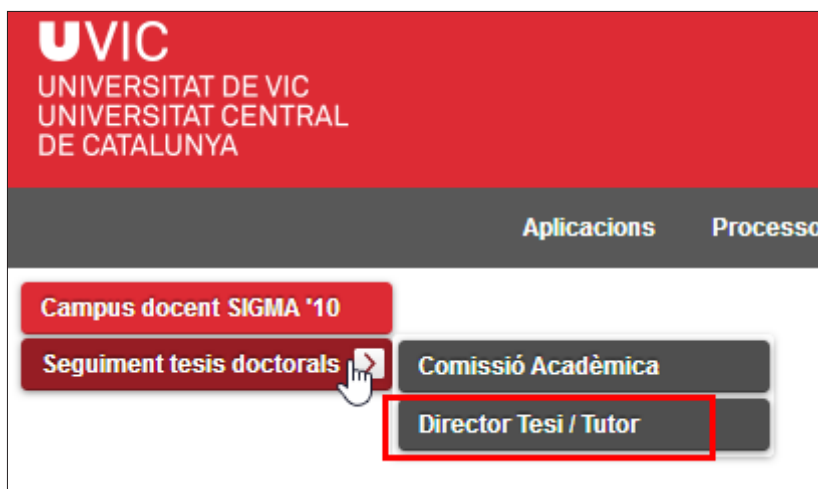 UVIC
UNIVERSITAT DE VIC
UNIVERSITAT CENTRAL
DE CATALUNYA
Aplicacions Processo
Campus docent SIGMA '10
Seguiment tesis doctorals
Comissió Acadèmica
Director Tesi / Tutor